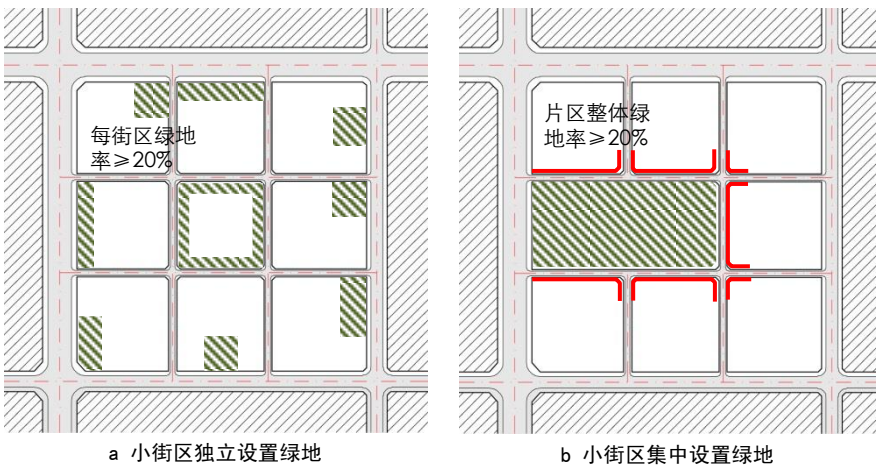 每街区绿地
率≥20%
片区整体绿
地率≥20%
a 小街区独立设置绿地
b 小街区集中设置绿地